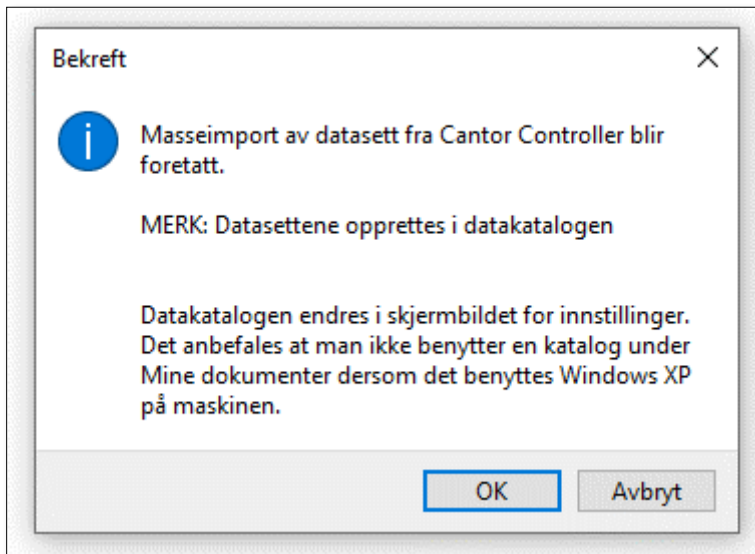 Bekreft
Masseimport av datasett fra Cantor Controller blir
foretatt.
MERK: Datasettene opprettes i datakatalogen
Datakatalogen endres i skjermbildet for innstillinger.
Det anbefales at man ikke benytter en katalog under
Mine dokumenter dersom det benyttes Windows XP
på maskinen.
OK
Avbryt